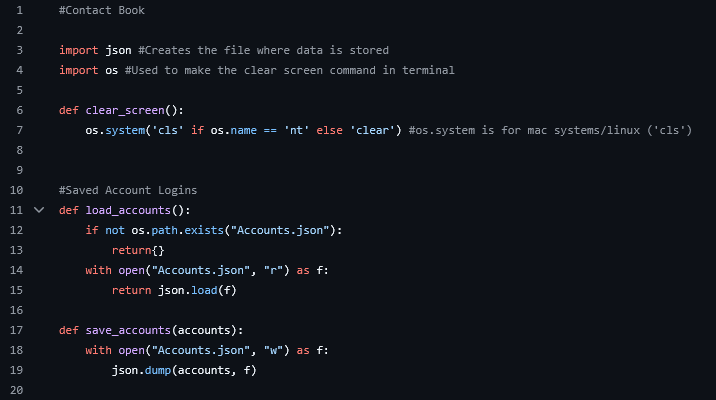 1 #Contact Book
2
3 import json #Creates the file where data is stored
4 import os #Used to make the clear screen command in terminal
5
6 def clear_screen():
7     os.system('cls' if os.name == 'nt' else 'clear') #os.system is for mac systems/linux ('cls')
8
9
10 #Saved Account Logins
11 def load_accounts():
12     if not os.path.exists("Accounts.json"):
13         return{}
14     with open("Accounts.json", "r") as f:
15         return json.load(f)
16
17 def save_accounts(accounts):
18     with open("Accounts.json", "w") as f:
19         json.dump(accounts, f)
20